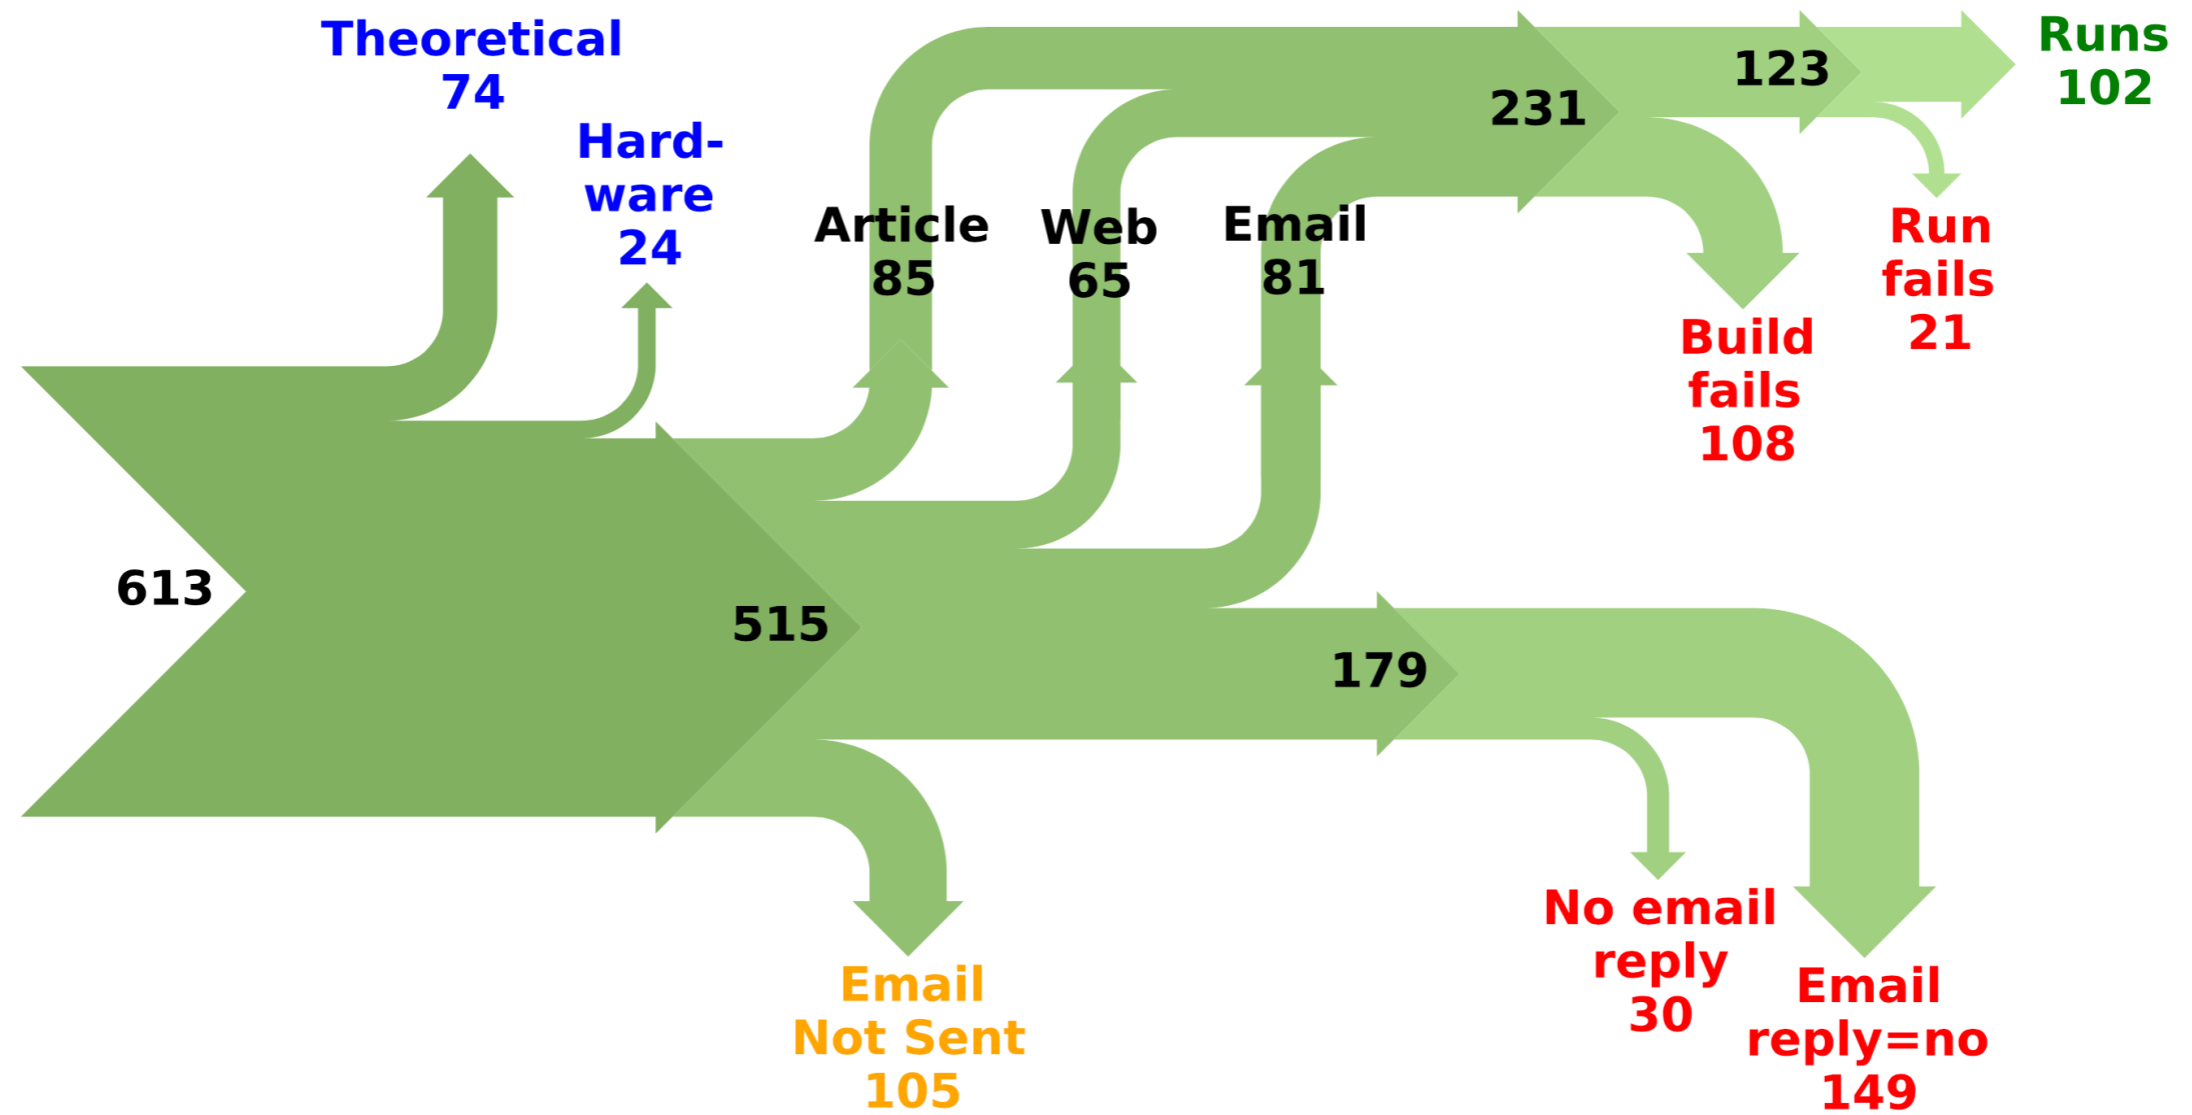 Theoretical
74
Hard-
ware
24
Article
85
Web
65
Email
81
231
123
Runs
102
Run
fails
21
Build
fails
108
613
515
179
Email
Not Sent
105
No email
reply
30
Email
reply=no
149